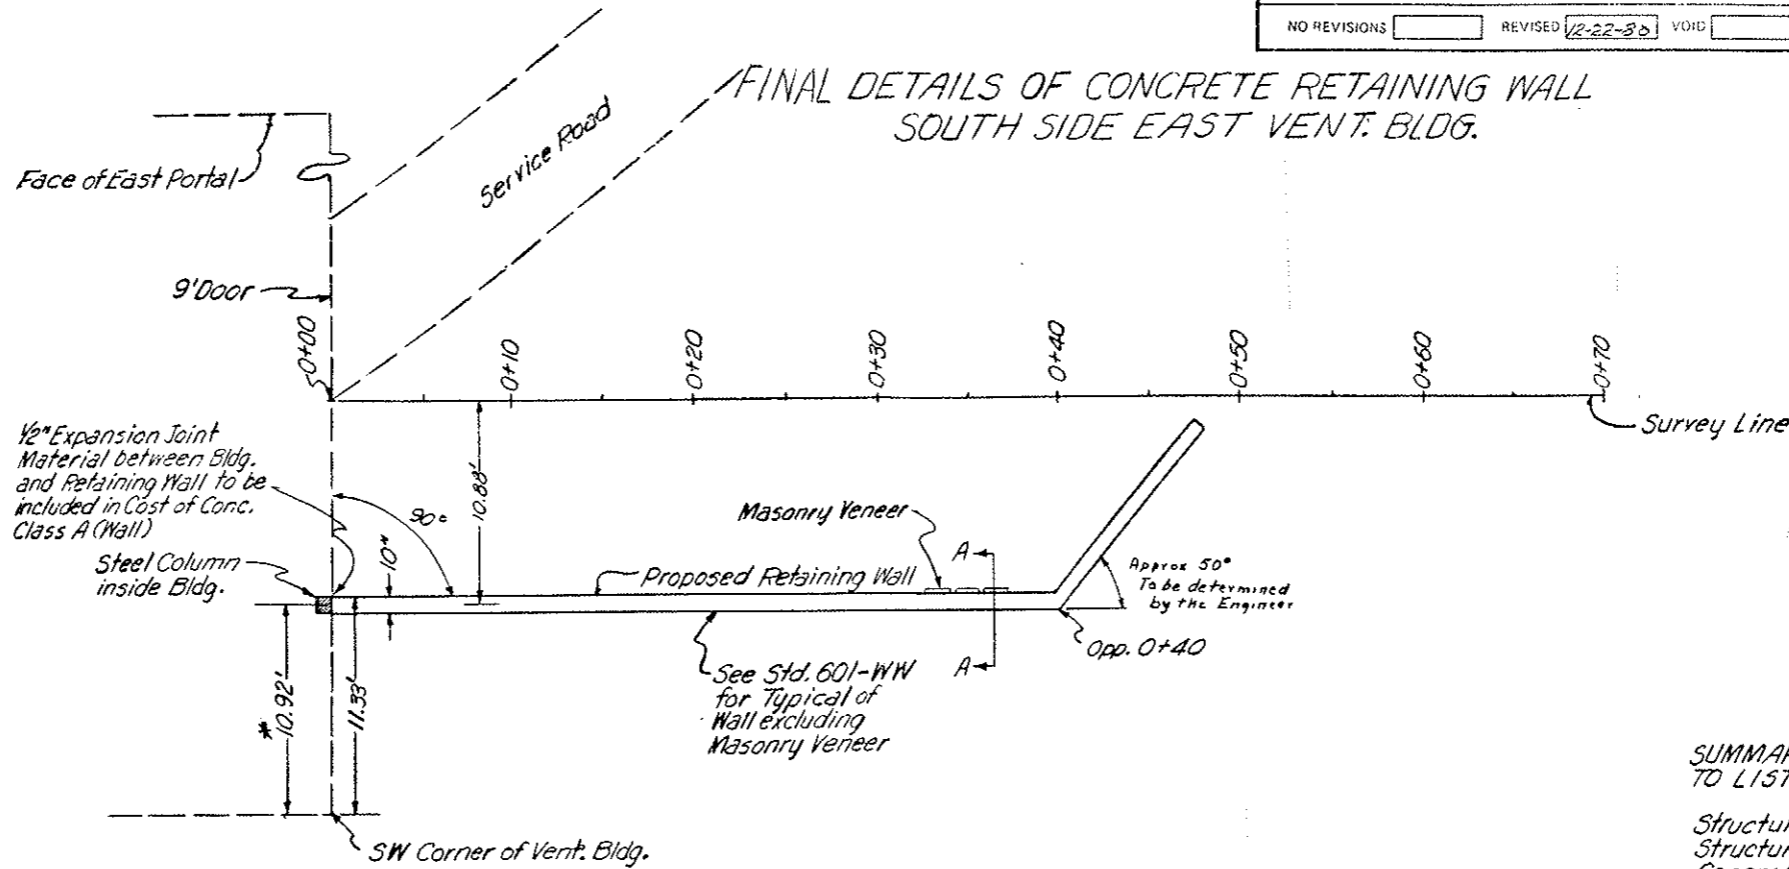 NO REVISIONS REVISED 12-22-80 VOID
FINAL DETAILS OF CONCRETE RETAINING WALL
SOUTH SIDE EAST VENT. BLDG.
Face of East Portal
Service Road
9' Door
0+00
0+10
0+20
0+30
0+40
0+50
0+60
0+70
Survey Line
1/2" Expansion Joint
Material between Bldg.
and Retaining Wall to be
included in Cost of Conc.
Class A (Wall)
90°
10.88'
10"
Masonry Veneer
A
Steel Column
inside Bldg.
Proposed Retaining Wall
Approx 50°
To be determined
by the Engineer
Opp. 0+40
A
See Std. 601-WW
for Typical of
Wall excluding
Masonry Veneer
* 10.92'
11.33'
SW Corner of Vent. Bldg.
TO LIST